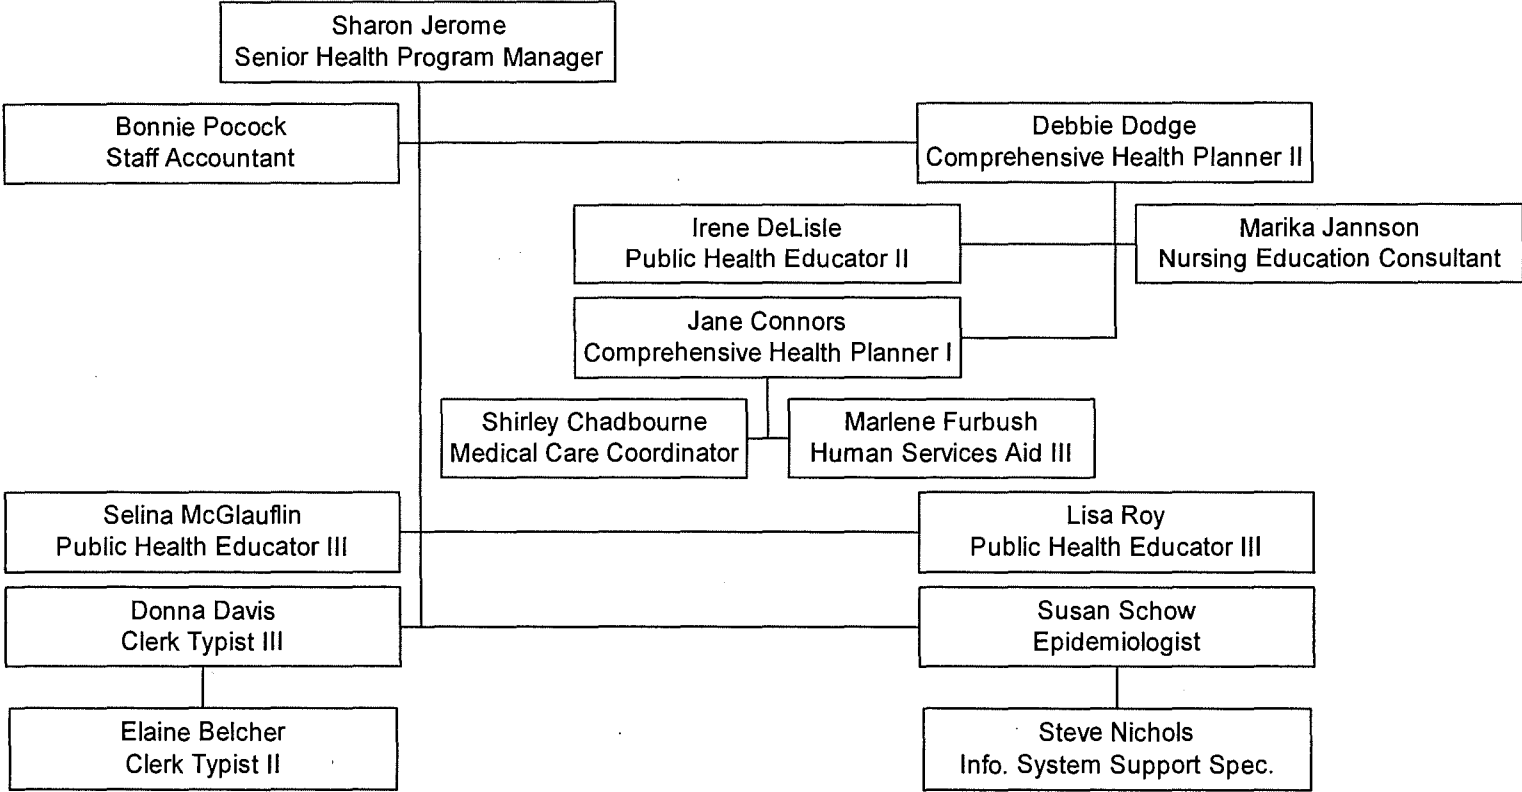 Sharon Jerome
Senior Health Program Manager
Bonnie Pocock
Staff Accountant
Debbie Dodge
Comprehensive Health Planner II
Irene DeLisle
Public Health Educator II
Marika Jannson
Nursing Education Consultant
Jane Connors
Comprehensive Health Planner I
Shirley Chadbourne
Medical Care Coordinator
Marlene Furbush
Human Services Aid III
Selina McGlauflin
Public Health Educator III
Lisa Roy
Public Health Educator III
Donna Davis
Clerk Typist III
Susan Schow
Epidemiologist
Elaine Belcher
Clerk Typist II
Steve Nichols
Info. System Support Spec.